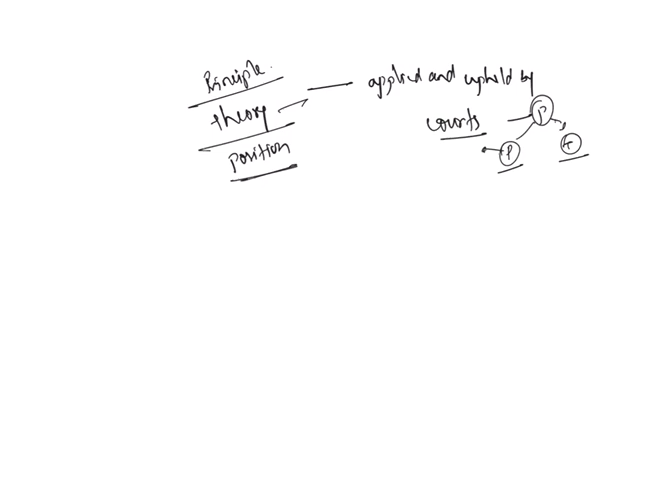 Principle.
theory — applied and upheld by
position
courts
P
P
T